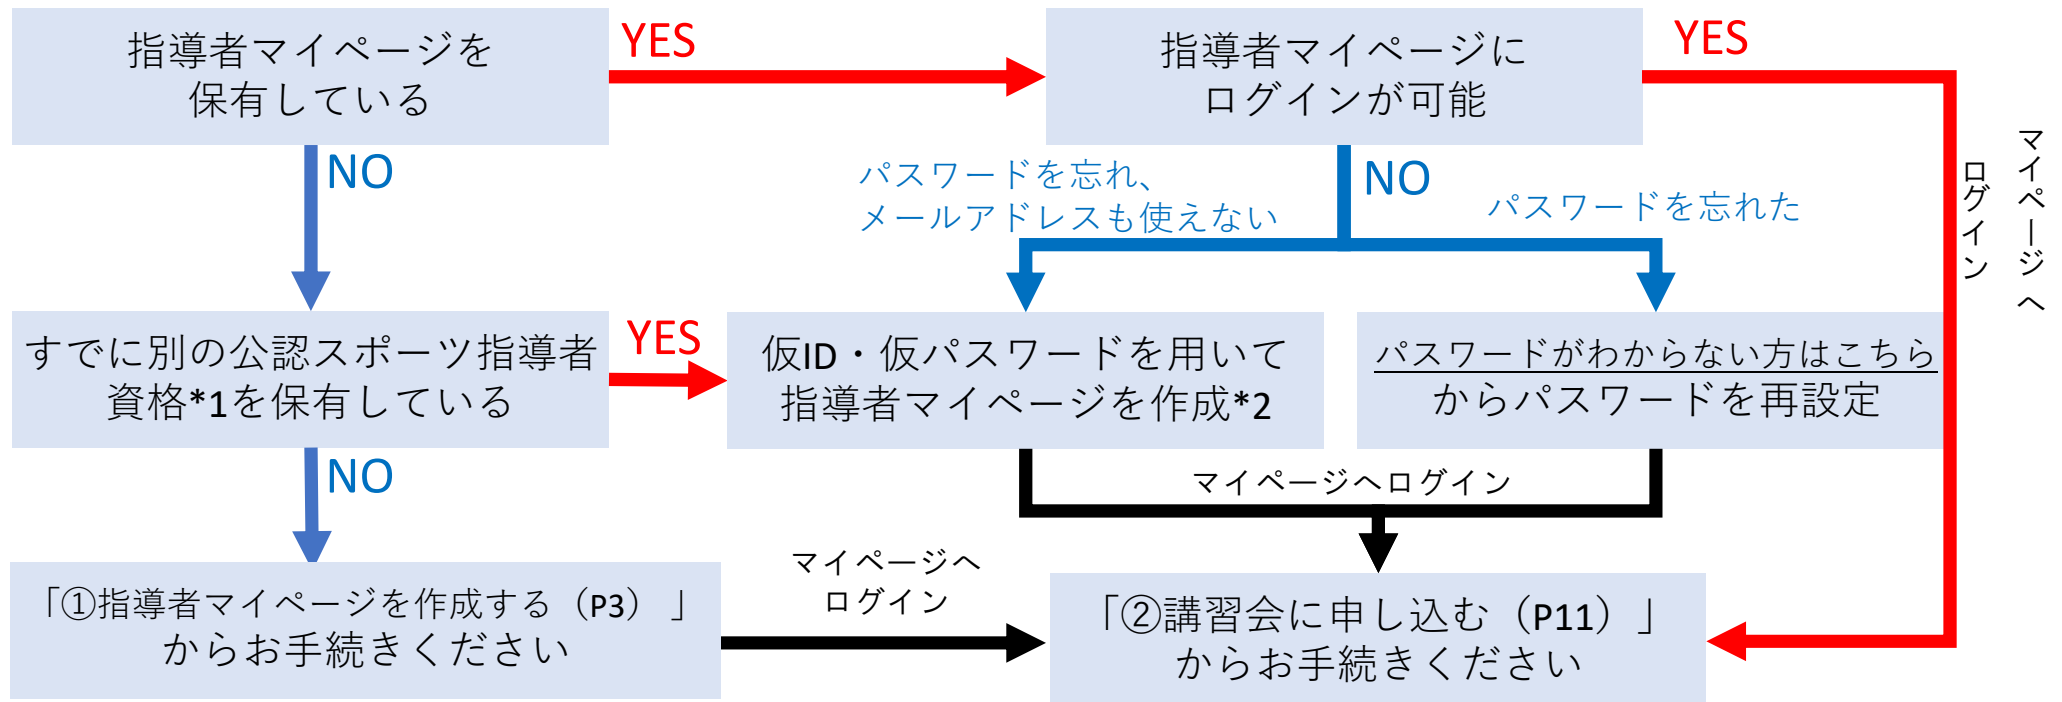 指導者マイページを
保有している
YES
指導者マイページに
ログインが可能
YES
マイページへ
ログイン
NO
パスワードを忘れ、
メールアドレスも使えない
NO
パスワードを忘れた
すでに別の公認スポーツ指導者
資格*1を保有している
YES
仮ID・仮パスワードを用いて
指導者マイページを作成*2
パスワードがわからない方はこちら
からパスワードを再設定
NO
マイページへログイン
「①指導者マイページを作成する（P3）」
からお手続きください
マイページへ
ログイン
「②講習会に申し込む（P11）」
からお手続きください